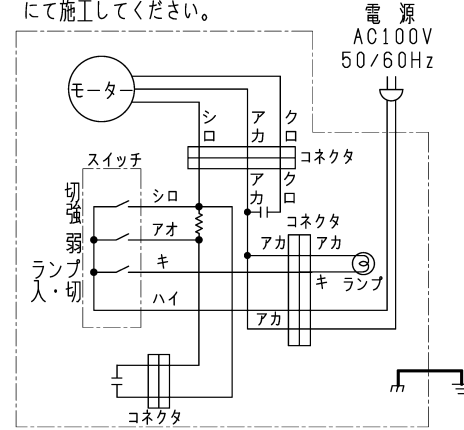 にて施工してください。
電源
AC100V
50/60Hz
モーター
シロ
アカ
クロ
コネクタ
スイッチ
アカ
クロ
切
強
弱
ランプ
入・切
シロ
アオ
キ
ハイ
コネクタ
アカ
アカ
キ
ランプ
アカ
コネクタ